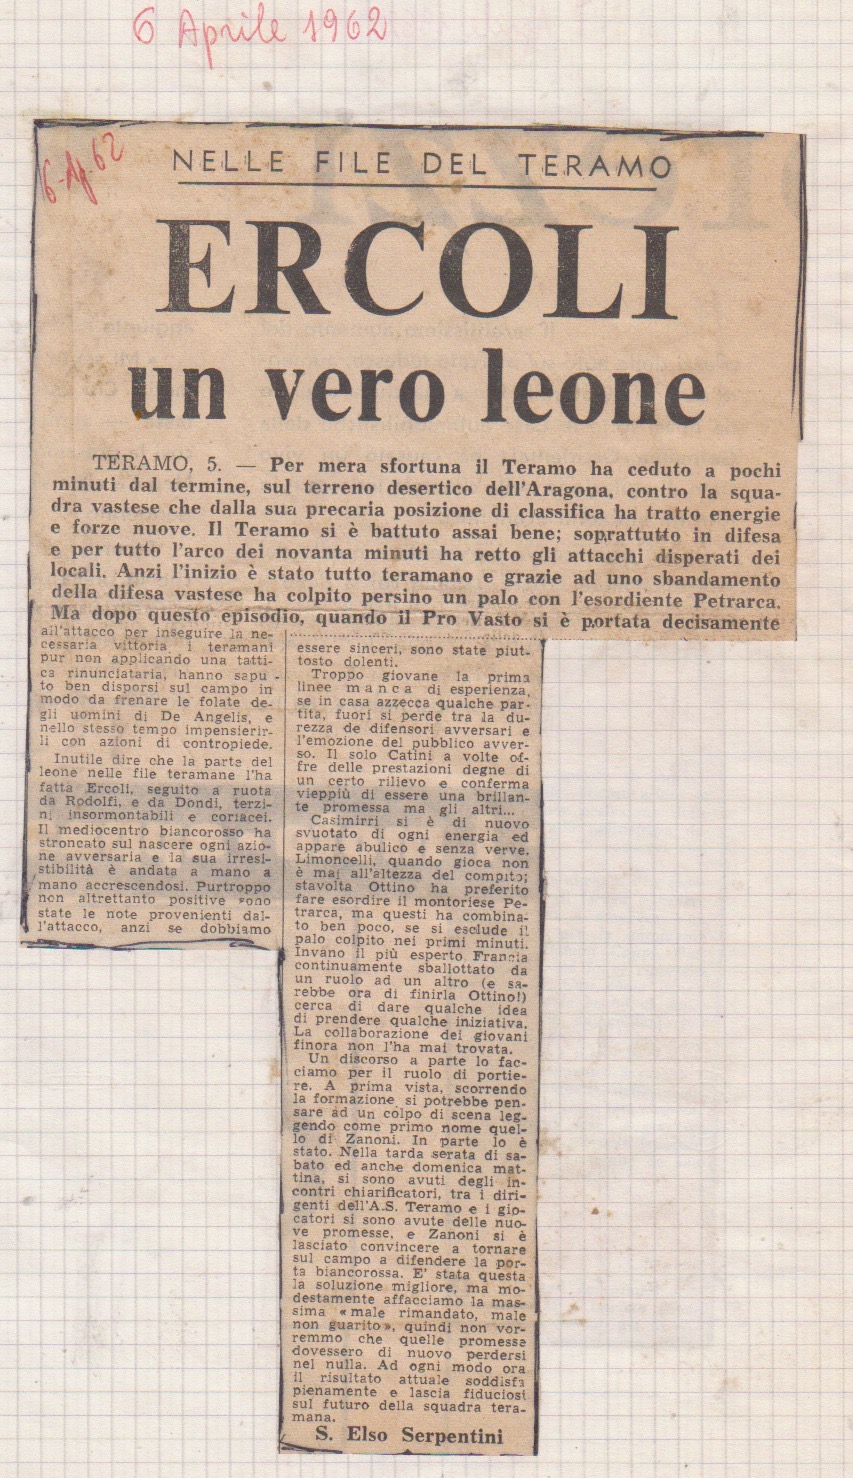 6 Aprile 1962
6-Ap. 62
NELLE FILE DEL TERAMO
ERCOLI
un vero leone
TERAMO, 5. — Per mera sfortuna il Teramo ha ceduto a pochi
minuti dal termine, sul terreno desertico dell'Aragona, contro la squa-
dra vastese che dalla sua precaria posizione di classifica ha tratto energie
e forze nuove. Il Teramo si è battuto assai bene; soprattutto in difesa
e per tutto l'arco dei novanta minuti ha retto gli attacchi disperati dei
locali. Anzi l'inizio è stato tutto teramano e grazie ad uno sbandamento
della difesa vastese ha colpito persino un palo con l'esordiente Petrarca.
Ma dopo questo episodio, quando il Pro Vasto si è portata decisamente
all'attacco per inseguire la ne-
cessaria vittoria, i teramani
pur non applicando una tatti-
ca rinunciataria, hanno sapu-
to ben disporsi sul campo in
modo da frenare le folate de-
gli uomini di De Angelis, e
nello stesso tempo impensierir-
li con azioni di contropiede.
Inutile dire che la parte del
leone nelle file teramane l'ha
fatta Ercoli, seguito a ruota
da Rodolfi, e da Dondi, terzi-
ni insormontabili e coriacei.
Il mediocentro biancorosso ha
stroncato sul nascere ogni azio-
ne avversaria e la sua irresi-
stibilità è andata a mano a
mano accrescendosi. Purtroppo
non altrettanto positive sono
state le note provenienti dal-
l'attacco, anzi se dobbiamo
essere sinceri, sono state piut-
tosto dolenti.
Troppo giovane la prima
linee manca di esperienza,
se in casa azzecca qualche par-
tita, fuori si perde tra la du-
rezza de difensori avversari e
l'emozione del pubblico avver-
so. Il solo Catini a volte of-
fre delle prestazioni degne di
un certo rilievo e conferma
vieppiù di essere una brillan-
te promessa ma gli altri...
Casimirri si è di nuovo
svuotato di ogni energia ed
appare abulico e senza verve.
Limoncelli, quando gioca non
è mai all'altezza del compito;
stavolta Ottino ha preferito
fare esordire il montoriese Pe-
trarca, ma questi ha combina-
to ben poco, se si esclude il
palo colpito nei primi minuti.
Invano il più esperto Francia
continuamente sballottato da
un ruolo ad un altro (e sa-
rebbe ora di finirla Ottino!)
cerca di dare qualche idea
di prendere qualche iniziativa.
La collaborazione dei giovani
finora non l'ha mai trovata.
Un discorso a parte lo fac-
ciamo per il ruolo di portie-
re. A prima vista, scorrendo
la formazione si potrebbe pen-
sare ad un colpo di scena leg-
gendo come primo nome quel-
lo di Zanoni. In parte lo è
stato. Nella tarda serata di sa-
bato ed anche domenica mat-
tina, si sono avuti degli in-
contri chiarificatori, tra i diri-
genti dell'A.S. Teramo e i gio-
catori si sono avute delle nuo-
ve promesse, e Zanoni si è
lasciato convincere a tornare
sul campo a difendere la por-
ta biancorossa. E' stata questa
la soluzione migliore, ma mo-
destamente affacciamo la mas-
sima «male rimandato, male
non guarito», quindi non vor-
remmo che quelle promesse
dovessero di nuovo perdersi
nel nulla. Ad ogni modo ora
il risultato attuale soddisfa
pienamente e lascia fiduciosi
sul futuro della squadra tera-
mana.
S. Elso Serpentini